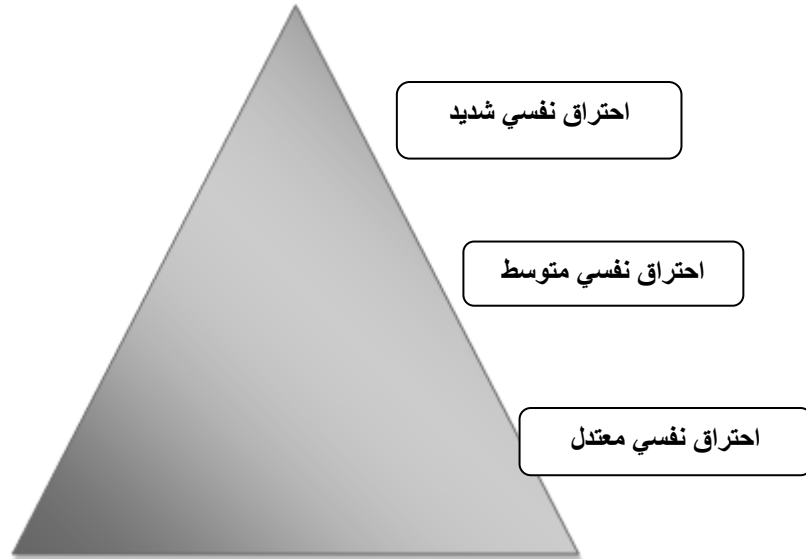 احتراق نفسي شديد
احتراق نفسي متوسط
احتراق نفسي معتدل